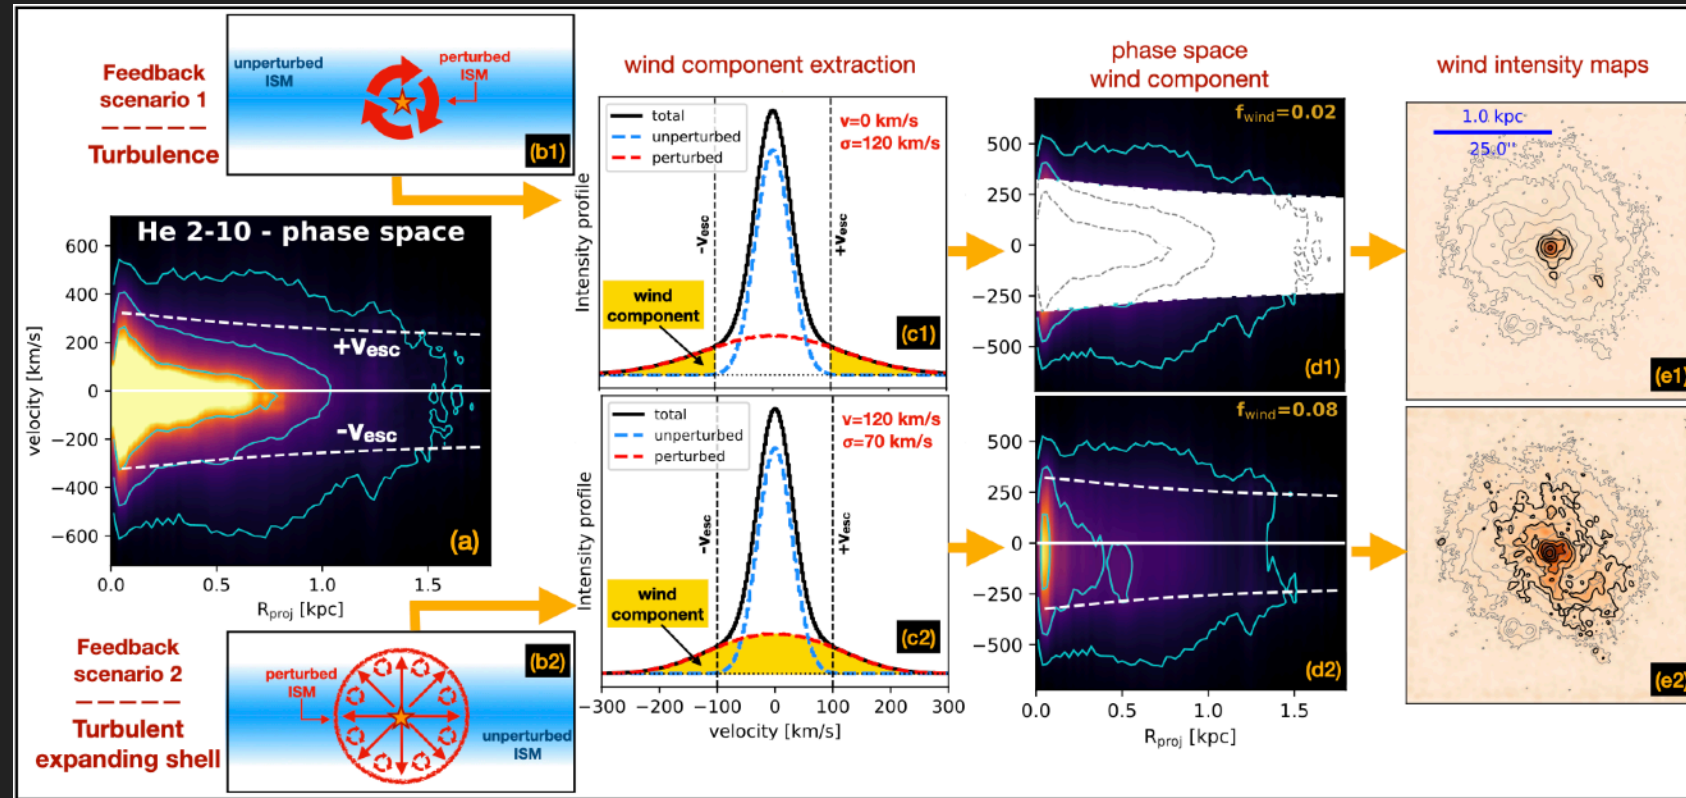 Feedback
scenario 1
Turbulence
unperturbed
ISM
perturbed
ISM
(b1)
He 2-10 - phase space
velocity [km/s]
600
400
200
0
−200
−400
−600
+vesc
-vesc
(a)
0.0 0.5 1.0 1.5
Rproj [kpc]
Feedback
scenario 2
Turbulent
expanding shell
perturbed
ISM
unperturbed
ISM
(b2)
wind component extraction
total
unperturbed
perturbed
v=0 km/s
σ=120 km/s
Intensity profile
-vesc
+vesc
wind
component
(c1)
total
unperturbed
perturbed
v=120 km/s
σ=70 km/s
Intensity profile
-vesc
+vesc
wind
component
(c2)
−300 −200 −100 0 100 200 300
velocity [km/s]
phase space
wind component
fwind=0.02
500
250
0
−250
−500
(d1)
fwind=0.08
500
250
0
−250
−500
(d2)
0.0 0.5 1.0 1.5
Rproj [kpc]
wind intensity maps
1.0 kpc
25.0''
(e1)
(e2)